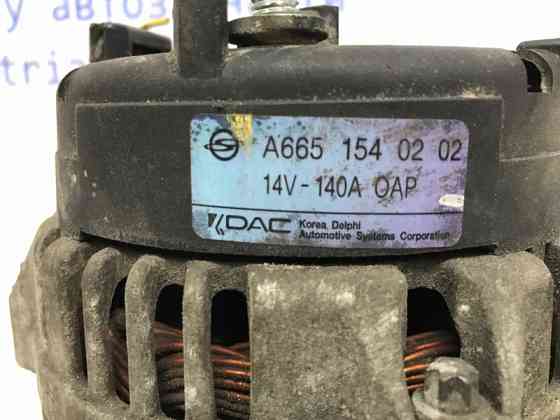 A665 154 02 02
14V-140A OAP
KDAC Korea Delphi
Automotive Systems Corporation